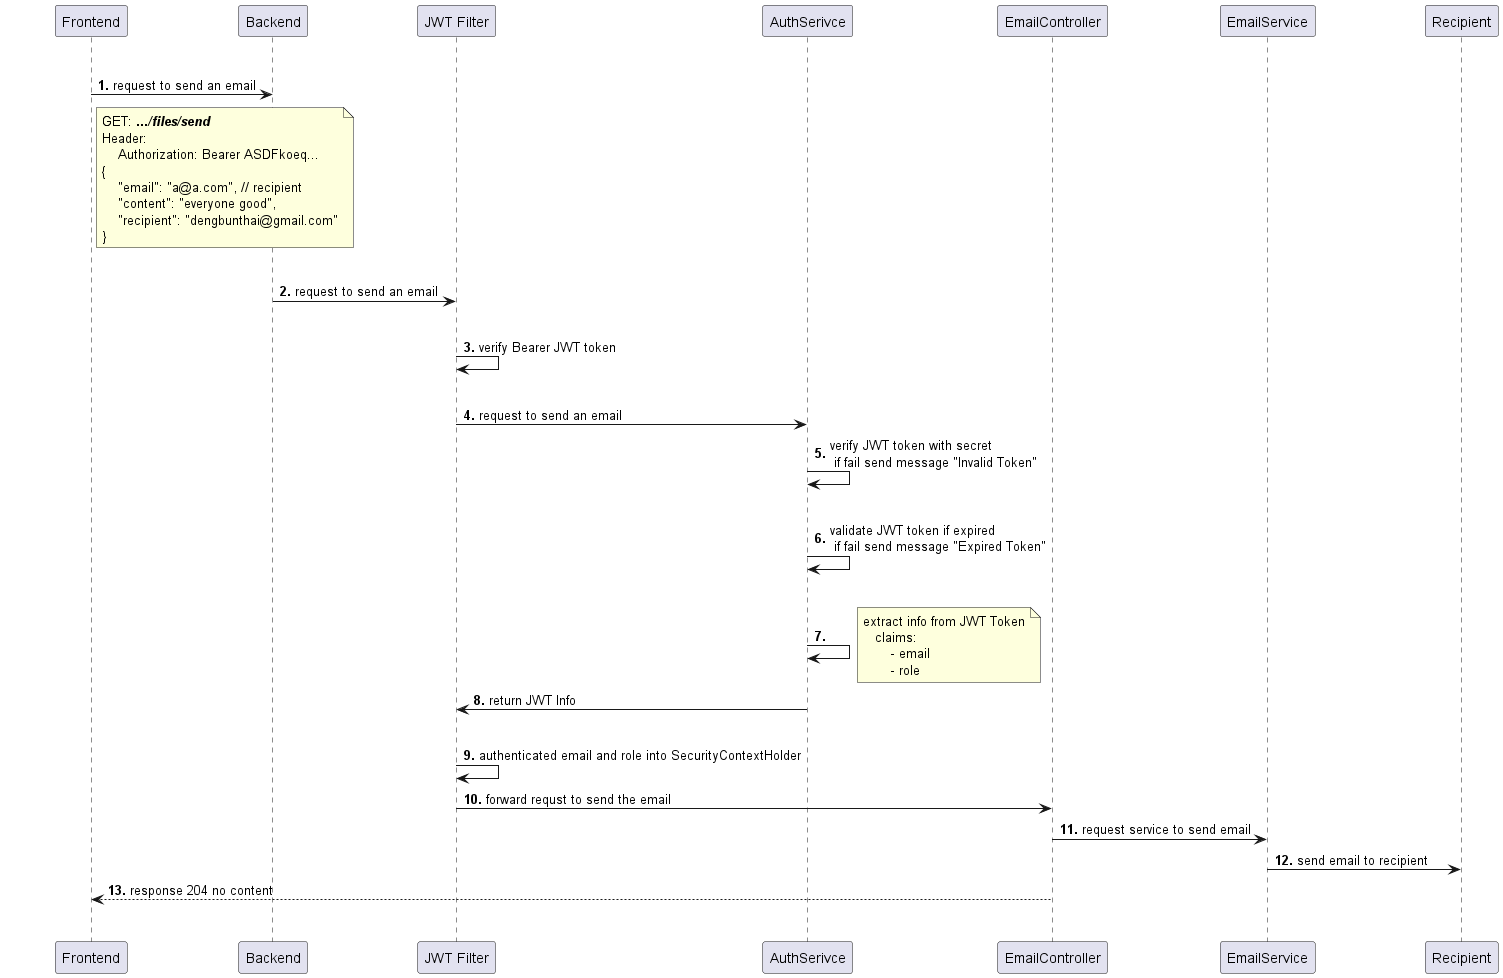 Frontend Backend JWT Filter AuthSerivce EmailController EmailService Recipient
1. request to send an email
GET: .../files/send
Header:
Authorization: Bearer ASDFkoeq...
{
"email": "a@a.com", // recipient
"content": "everyone good",
"recipient": "dengbunthai@gmail.com"
}
2. request to send an email
3. verify Bearer JWT token
4. request to send an email
5. verify JWT token with secret
if fail send message "Invalid Token"
6. validate JWT token if expired
if fail send message "Expired Token"
7.
extract info from JWT Token
claims:
- email
- role
8. return JWT Info
9. authenticated email and role into SecurityContextHolder
10. forward requst to send the email
11. request service to send email
12. send email to recipient
13. response 204 no content
Frontend Backend JWT Filter AuthSerivce EmailController EmailService Recipient